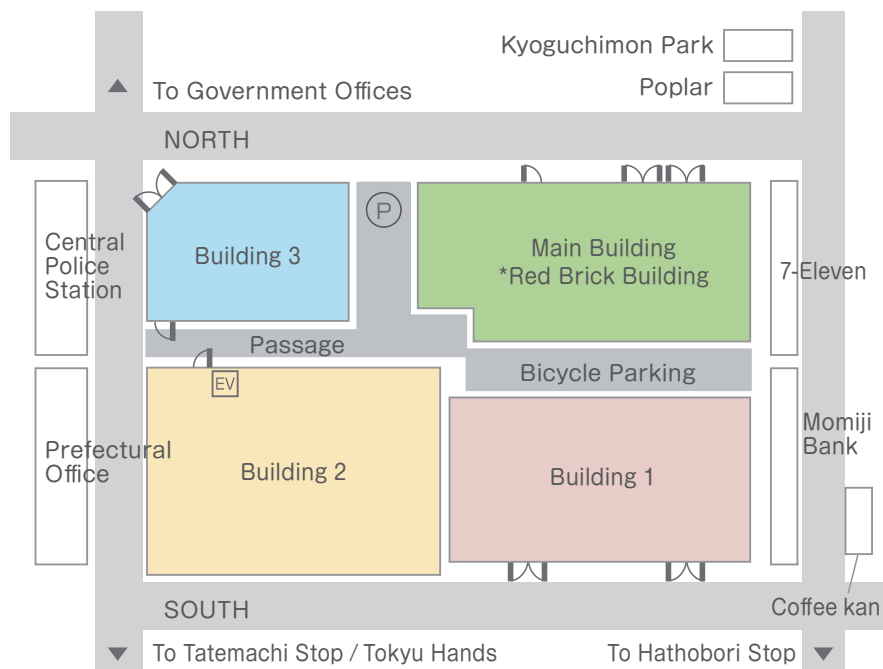 Kyoguchimon Park
Poplar
To Government Offices
NORTH
P
Central
Police
Station
Building 3
Main Building
*Red Brick Building
7-Eleven
Passage
Bicycle Parking
EV
Prefectural
Office
Building 2
Building 1
Momiji
Bank
SOUTH
Coffee kan
To Tatemachi Stop / Tokyu Hands
To Hathobori Stop